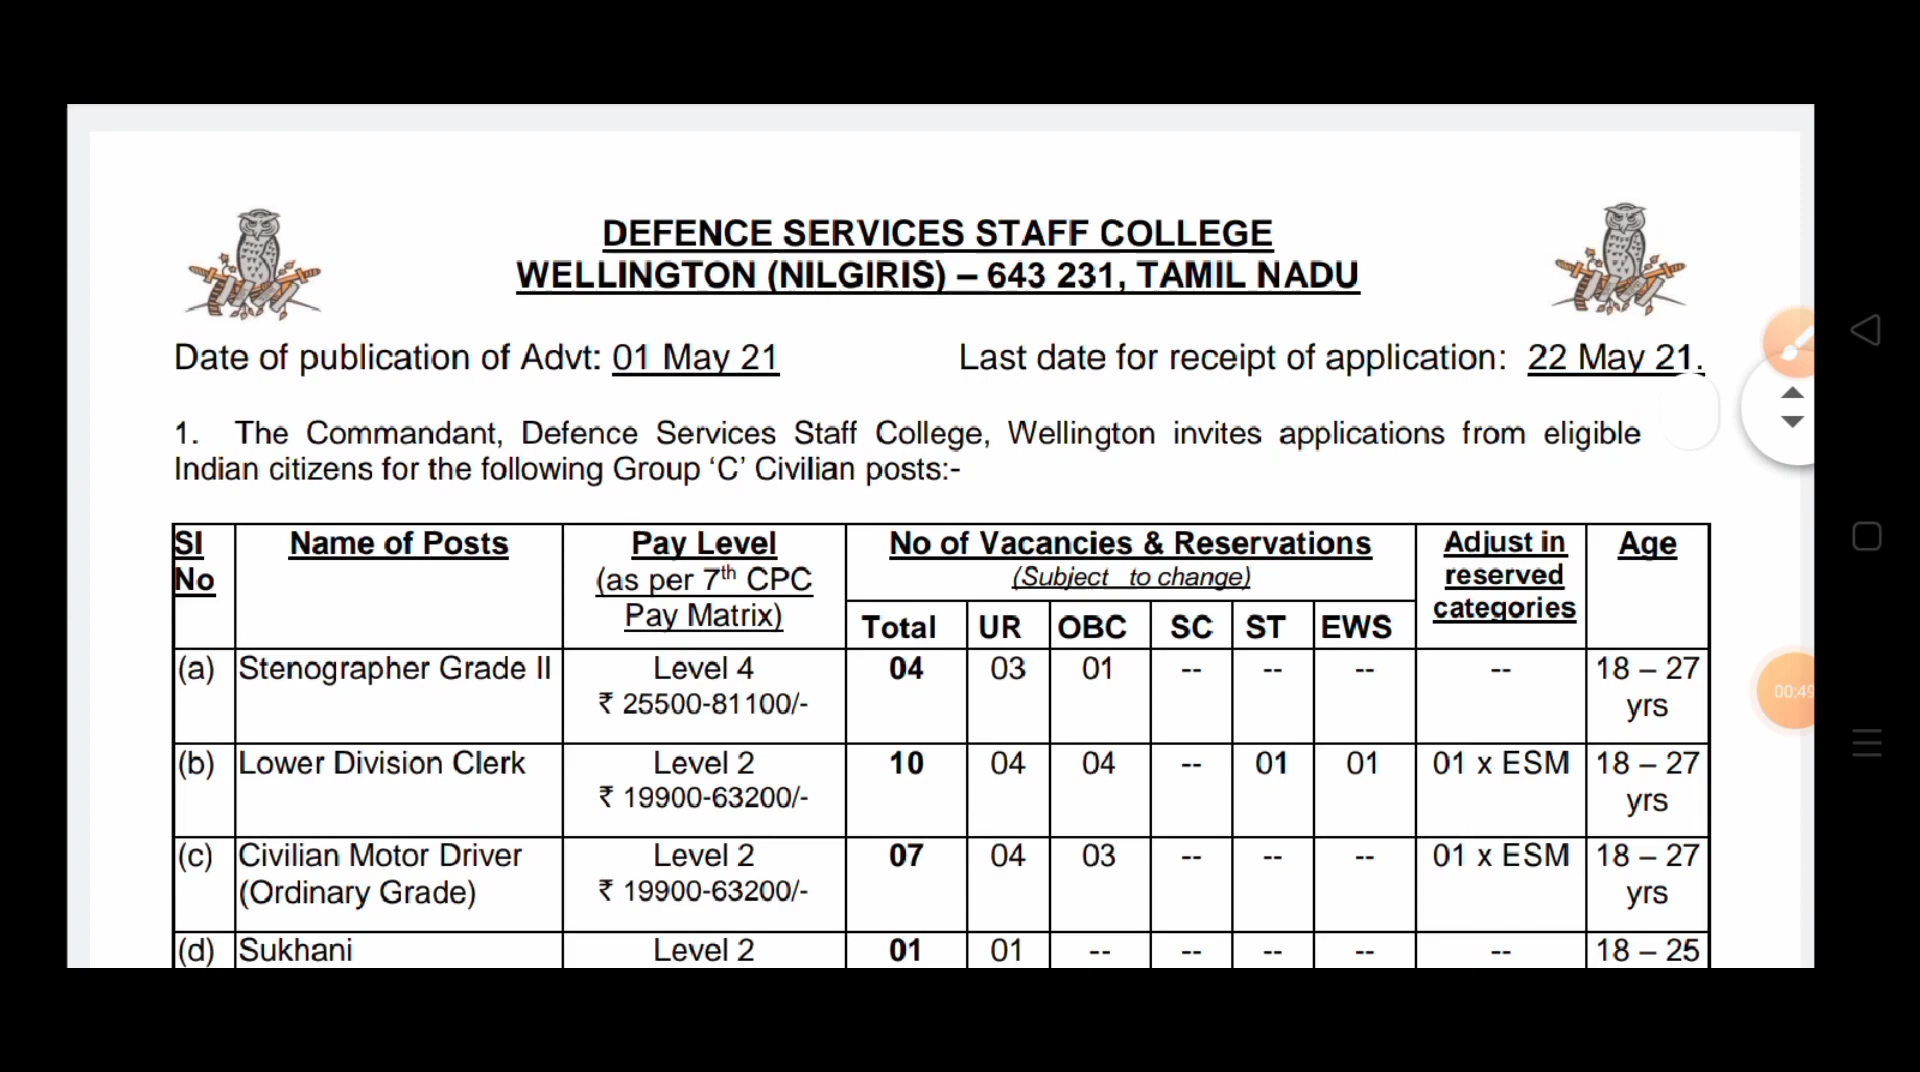 DEFENCE SERVICES STAFF COLLEGE
WELLINGTON (NILGIRIS) – 643 231, TAMIL NADU
Date of publication of Advt: 01 May 21 Last date for receipt of application: 22 May 21.
1. The Commandant, Defence Services Staff College, Wellington invites applications from eligible
Indian citizens for the following Group ‘C’ Civilian posts:-
Sl No Name of Posts Pay Level (as per 7th CPC Pay Matrix) No of Vacancies & Reservations (Subject to change) Adjust in reserved categories Age
Total UR OBC SC ST EWS
(a) Stenographer Grade II Level 4 04 03 01 -- -- -- -- 18 – 27
₹ 25500-81100/- yrs
(b) Lower Division Clerk Level 2 10 04 04 -- 01 01 01 x ESM 18 – 27
₹ 19900-63200/- yrs
(c) Civilian Motor Driver Level 2 07 04 03 -- -- -- 01 x ESM 18 – 27
(Ordinary Grade) ₹ 19900-63200/- yrs
(d) Sukhani Level 2 01 01 -- -- -- -- -- 18 – 25
00:49